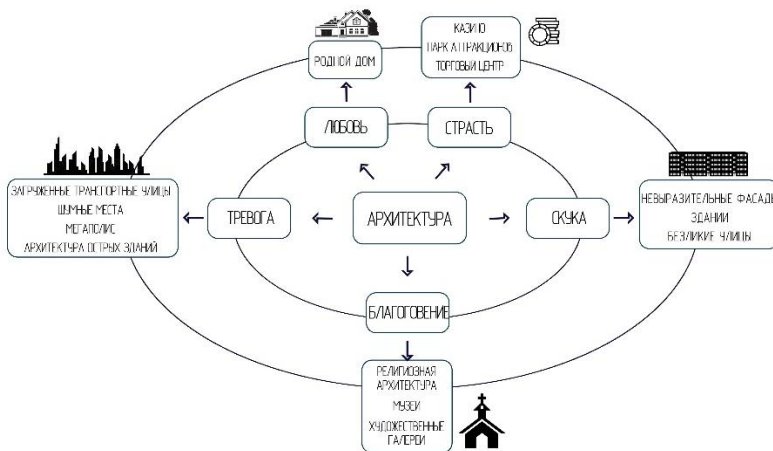 РОДНОЙ ДОМ
КАЗИНО
ПАРК АТТРАКЦИОНОВ
ТОРГОВЫЙ ЦЕНТР
ЛЮБОВЬ
СТРАСТЬ
ЗАГРУЖЕННЫЕ ТРАНСПОРТНЫЕ УЛИЦЫ
ШУМНЫЕ МЕСТА
МЕГАПОЛИС
АРХИТЕКТУРА ОСТРЫХ ЗДАНИЙ
ТРЕВОГА
АРХИТЕКТУРА
СКУКА
НЕВЫРАЗИТЕЛЬНЫЕ ФАСАДЫ
ЗДАНИИ
БЕЗЛИКИЕ УЛИЦЫ
БЛАГОГОВЕНИЕ
РЕЛИГИОЗНАЯ
АРХИТЕКТУРА
МУЗЕИ
ХУДОЖЕСТВЕННЫЕ
ГАЛЕРЕИ